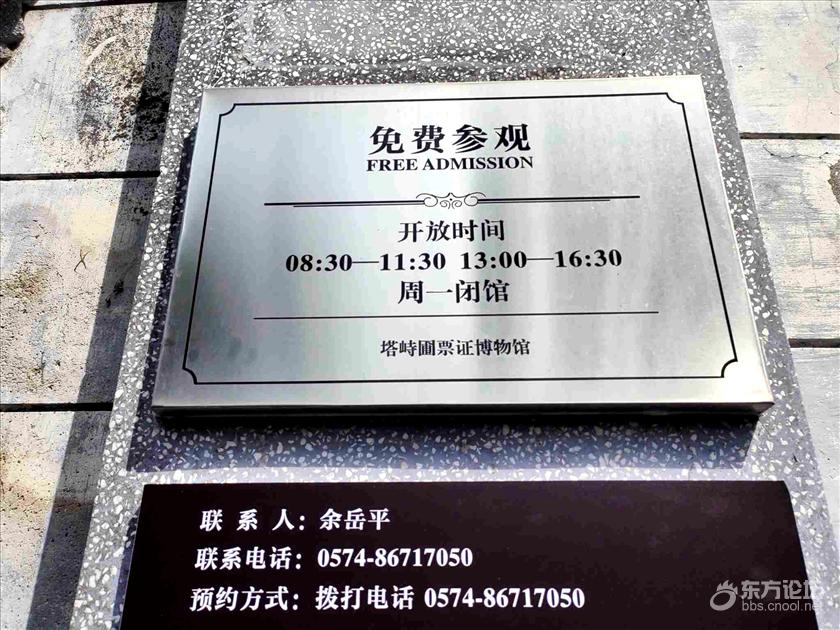 免费参观
FREE ADMISSION
开放时间
08:30—11:30 13:00—16:30
周一闭馆
塔峙圃票证博物馆
联 系 人：余岳平
联系电话：0574-86717050
预约方式：拨打电话 0574-86717050
东方论坛
bbs.cnool.net